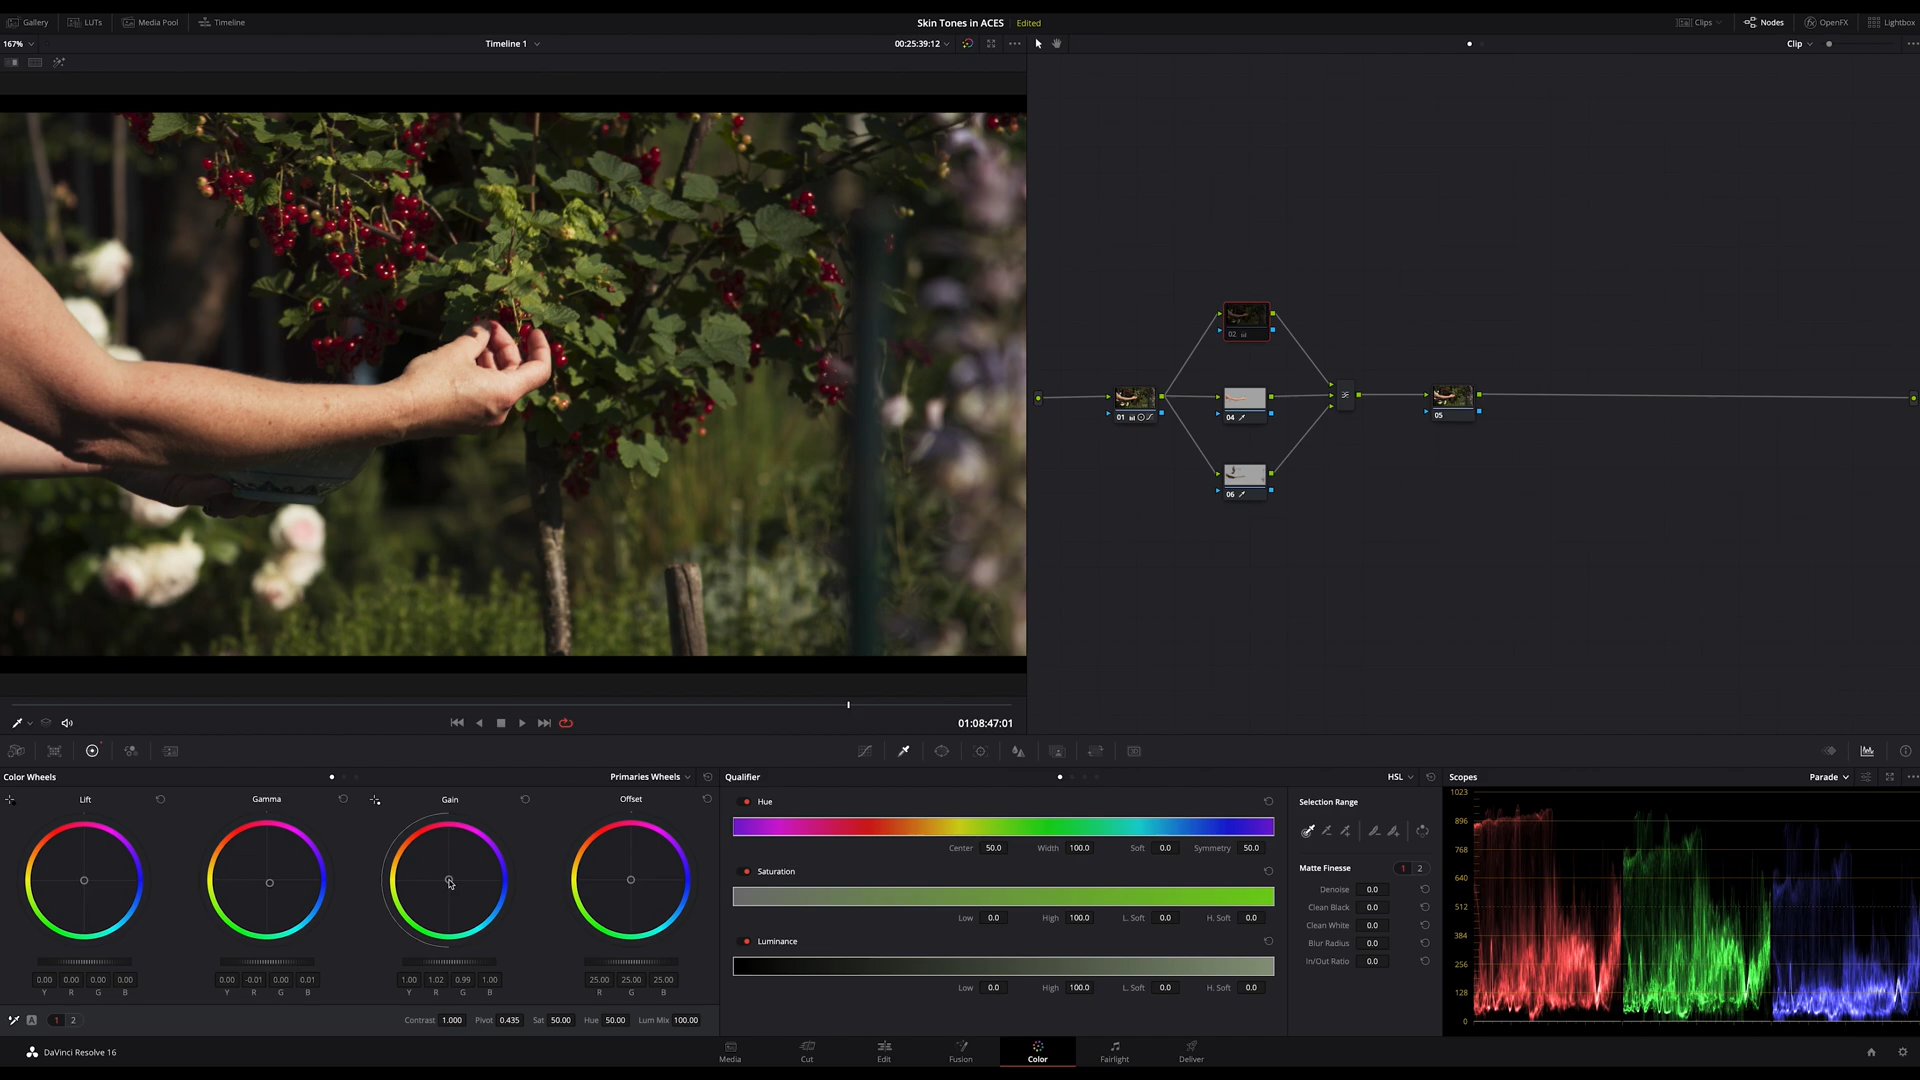 Gallery LUTs Media Pool Timeline Skin Tones in ACES Edited Clips Nodes OpenFX Lightbox
167% Timeline 1 00:25:39:12 Clip
02
01 04 05
06
01:08:47:01
Color Wheels Primaries Wheels Qualifier HSL Scopes Parade
Lift Gamma Gain Offset
Hue
Center 50.0 Width 100.0 Soft 0.0 Symmetry 50.0
Saturation
Low 0.0 High 100.0 L. Soft 0.0 H. Soft 0.0
Luminance
Low 0.0 High 100.0 L. Soft 0.0 H. Soft 0.0
Selection Range
Matte Finesse 1 2
Denoise 0.0
Clean Black 0.0
Clean White 0.0
Blur Radius 0.0
In/Out Ratio 0.0
1023
896
768
640
512
384
256
128
0
0.00 0.00 0.00 0.00 0.00 -0.01 0.00 0.01 1.00 1.02 0.99 1.00 25.00 25.00 25.00
Y R G B Y R G B Y R G B R G B
A 1 2 Contrast 1.000 Pivot 0.435 Sat 50.00 Hue 50.00 Lum Mix 100.00
DaVinci Resolve 16 Media Cut Edit Fusion Color Fairlight Deliver